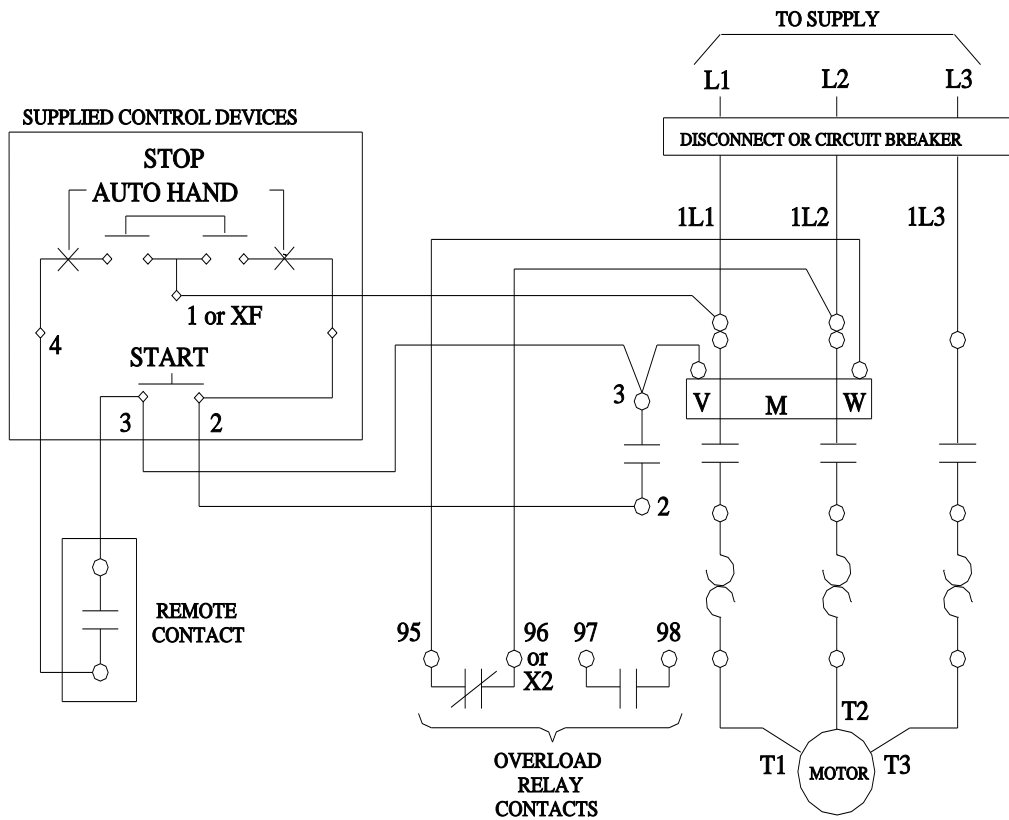 TO SUPPLY
L1 L2 L3
SUPPLIED CONTROL DEVICES
DISCONNECT OR CIRCUIT BREAKER
STOP
AUTO HAND
1L1 1L2 1L3
1 or XF
4
START
3 2
3
V M W
2
REMOTE
CONTACT
95 96 97 98
or
X2
T2
T1 MOTOR T3
OVERLOAD
RELAY
CONTACTS